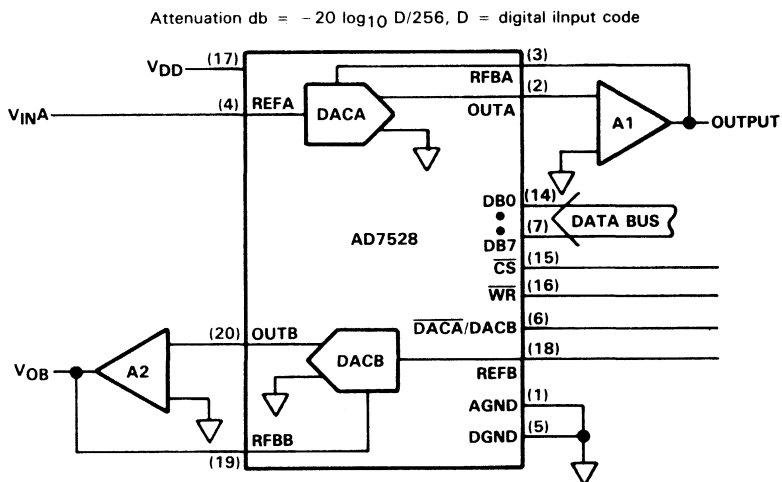 Attenuation db = −20 log10 D/256, D = digital iInput code
(17)
VDD
(3)
RFBA
(4)
REFA
(2)
OUTA
VINA
DACA
A1
OUTPUT
DB0
(14)
DATA BUS
(7)
DB7
AD7528
(15)
CS
(16)
WR
(6)
DACA/DACB
(20)
OUTB
(18)
REFB
DACB
VOB
A2
(1)
AGND
(5)
DGND
RFBB
(19)